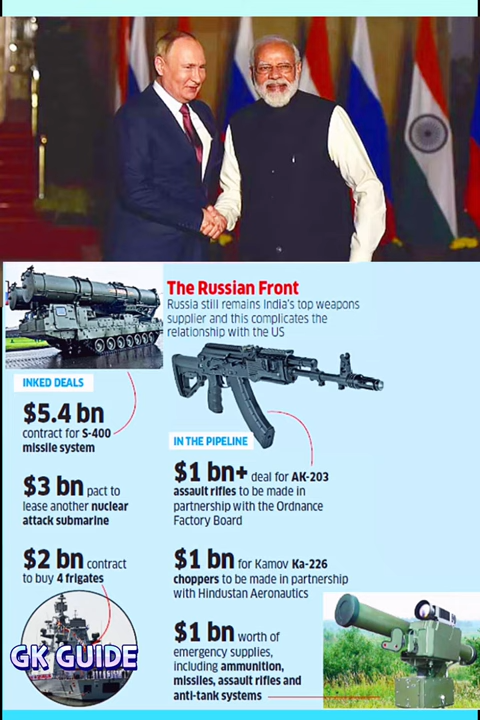 The Russian Front
Russia still remains India's top weapons
supplier and this complicates the
relationship with the US
INKED DEALS
$5.4 bn
contract for S-400
missile system
$3 bn pact to
lease another nuclear
attack submarine
$2 bn contract
to buy 4 frigates
IN THE PIPELINE
$1 bn+ deal for AK-203
assault rifles to be made in
partnership with the Ordnance
Factory Board
$1 bn for Kamov Ka-226
choppers to be made in partnership
with Hindustan Aeronautics
$1 bn worth of
emergency supplies,
including ammunition,
missiles, assault rifles and
anti-tank systems
GK GUIDE